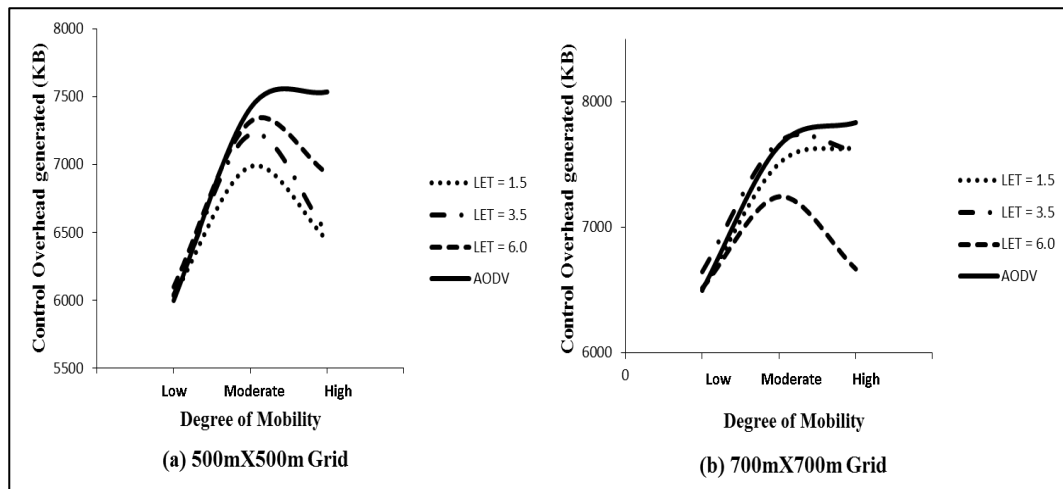 Control Overhead generated (KB)
8000
7500
7000
6500
6000
5500
Low Moderate High
Degree of Mobility
(a) 500mX500m Grid
LET = 1.5
LET = 3.5
LET = 6.0
AODV
Control Overhead generated (KB)
8000
7000
6000
0
Low Moderate High
Degree of Mobility
(b) 700mX700m Grid
LET = 1.5
LET = 3.5
LET = 6.0
AODV